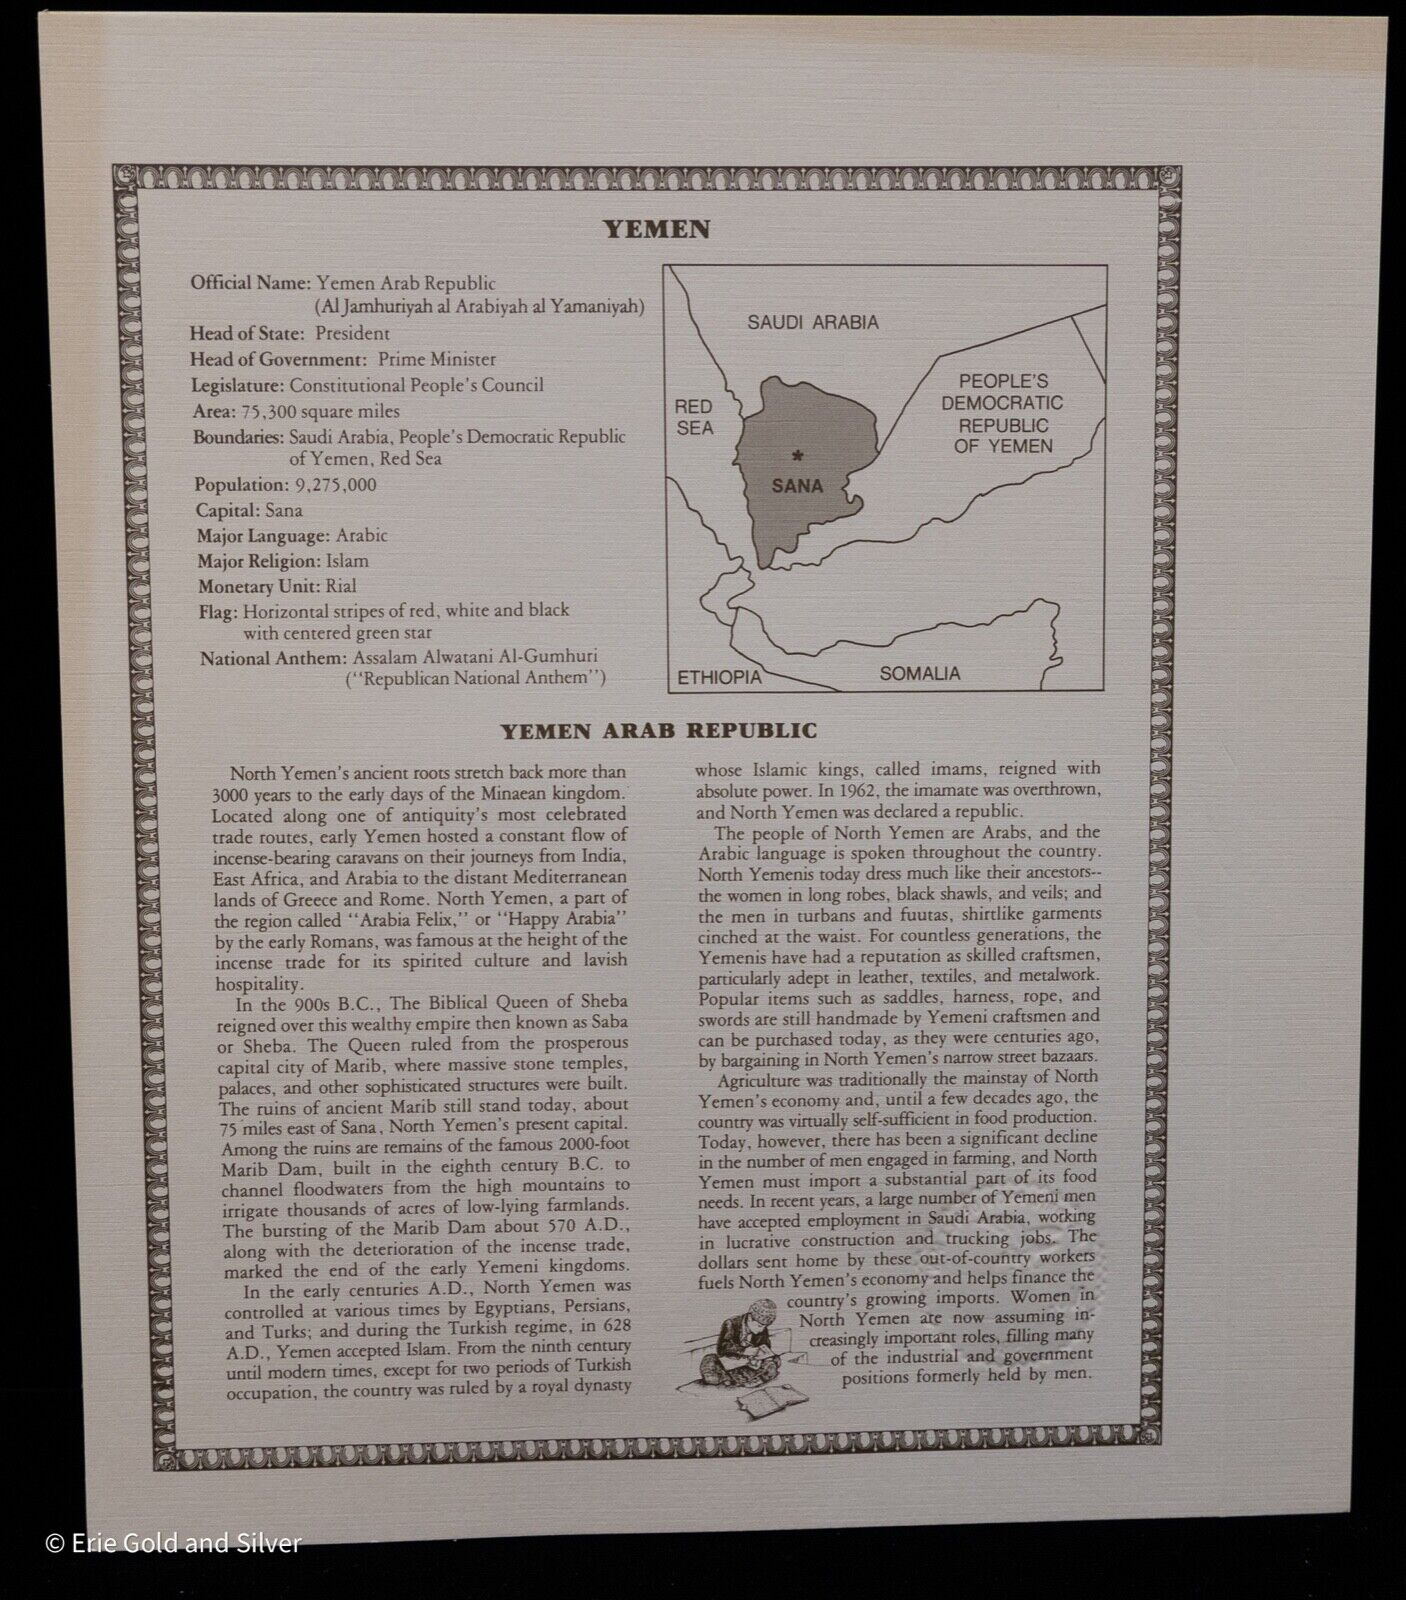 YEMEN
Official Name: Yemen Arab Republic
(Al Jamhuriyah al Arabiyah al Yamaniyah)
Head of State: President
Head of Government: Prime Minister
Legislature: Constitutional People's Council
Area: 75,300 square miles
Boundaries: Saudi Arabia, People's Democratic Republic
of Yemen, Red Sea
Population: 9,275,000
Capital: Sana
Major Language: Arabic
Major Religion: Islam
Monetary Unit: Rial
Flag: Horizontal stripes of red, white and black
with centered green star
National Anthem: Assalam Alwatani Al-Gumhuri
(''Republican National Anthem'')
SAUDI ARABIA
RED
SEA
PEOPLE'S
DEMOCRATIC
REPUBLIC
OF YEMEN
*
SANA
ETHIOPIA
SOMALIA
YEMEN ARAB REPUBLIC
North Yemen's ancient roots stretch back more than
3000 years to the early days of the Minaean kingdom.
Located along one of antiquity's most celebrated
trade routes, early Yemen hosted a constant flow of
incense-bearing caravans on their journeys from India,
East Africa, and Arabia to the distant Mediterranean
lands of Greece and Rome. North Yemen, a part of
the region called ''Arabia Felix,'' or ''Happy Arabia''
by the early Romans, was famous at the height of the
incense trade for its spirited culture and lavish
hospitality.
In the 900s B.C., The Biblical Queen of Sheba
reigned over this wealthy empire then known as Saba
or Sheba. The Queen ruled from the prosperous
capital city of Marib, where massive stone temples,
palaces, and other sophisticated structures were built.
The ruins of ancient Marib still stand today, about
75 miles east of Sana, North Yemen's present capital.
Among the ruins are remains of the famous 2000-foot
Marib Dam, built in the eighth century B.C. to
channel floodwaters from the high mountains to
irrigate thousands of acres of low-lying farmlands.
The bursting of the Marib Dam about 570 A.D.,
along with the deterioration of the incense trade,
marked the end of the early Yemeni kingdoms.
In the early centuries A.D., North Yemen was
controlled at various times by Egyptians, Persians,
and Turks; and during the Turkish regime, in 628
A.D., Yemen accepted Islam. From the ninth century
until modern times, except for two periods of Turkish
occupation, the country was ruled by a royal dynasty
whose Islamic kings, called imams, reigned with
absolute power. In 1962, the imamate was overthrown,
and North Yemen was declared a republic.
The people of North Yemen are Arabs, and the
Arabic language is spoken throughout the country.
North Yemenis today dress much like their ancestors--
the women in long robes, black shawls, and veils; and
the men in turbans and fuutas, shirtlike garments
cinched at the waist. For countless generations, the
Yemenis have had a reputation as skilled craftsmen,
particularly adept in leather, textiles, and metalwork.
Popular items such as saddles, harness, rope, and
swords are still handmade by Yemeni craftsmen and
can be purchased today, as they were centuries ago,
by bargaining in North Yemen's narrow street bazaars.
Agriculture was traditionally the mainstay of North
Yemen's economy and, until a few decades ago, the
country was virtually self-sufficient in food production.
Today, however, there has been a significant decline
in the number of men engaged in farming, and North
Yemen must import a substantial part of its food
needs. In recent years, a large number of Yemeni men
have accepted employment in Saudi Arabia, working
in lucrative construction and trucking jobs. The
dollars sent home by these out-of-country workers
fuels North Yemen's economy and helps finance the
country's growing imports. Women in
North Yemen are now assuming in-
creasingly important roles, filling many
of the industrial and government
positions formerly held by men.
© Erie Gold and Silver